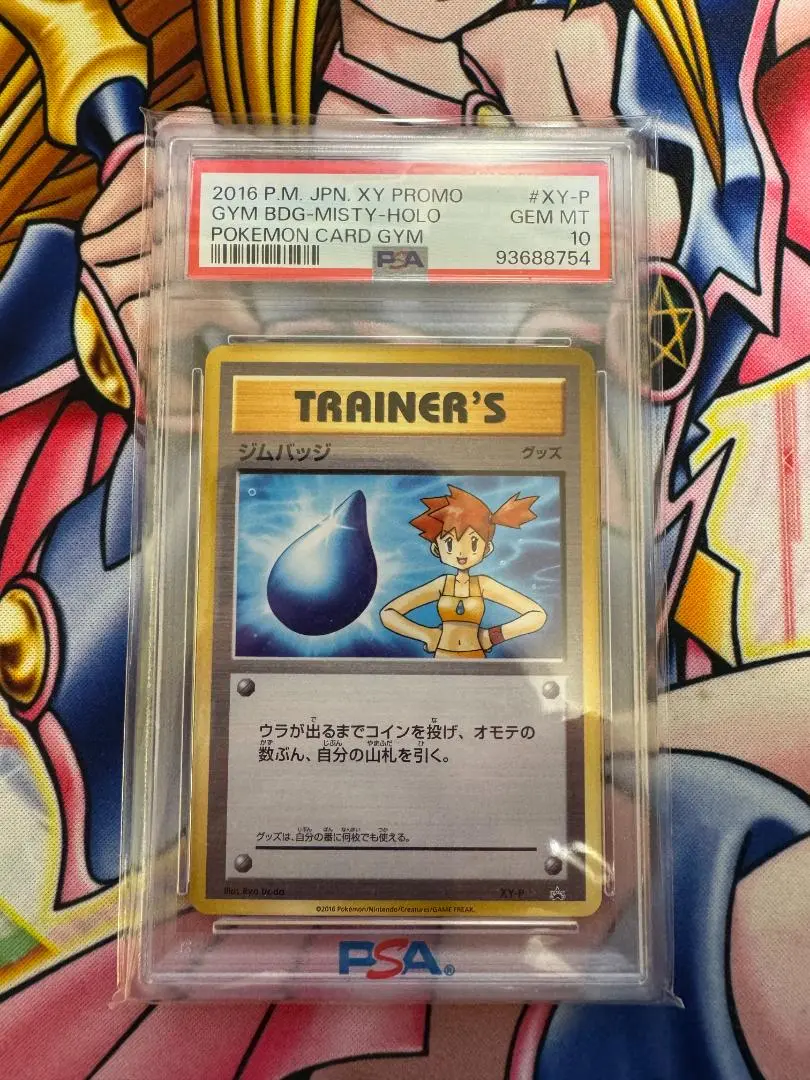 2016 P.M. JPN. XY PROMO #XY-P
GYM BDG-MISTY-HOLO GEM MT
POKEMON CARD GYM 10
PSA 93688754
TRAINER'S
ジムバッジ グッズ
ウラが出るまでコインを投げ、オモテの
数ぶん、自分の山札を引く。
グッズは、自分の番に何枚でも使える。
Illus. Ryo Ueda XY-P
©2016 Pokémon/Nintendo/Creatures/GAME FREAK.
PSA®